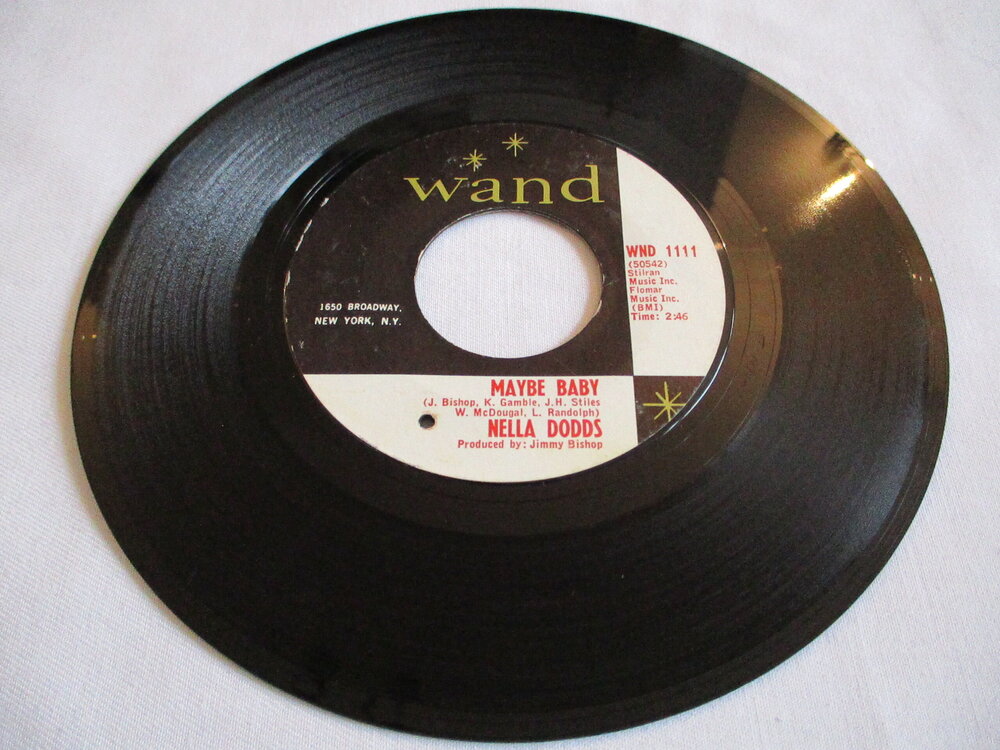 wand
WND 1111
(50542)
Stilran
Music Inc.
Flomar
Music Inc.
(BMI)
Time: 2:46
1650 BROADWAY,
NEW YORK, N.Y.
MAYBE BABY
(J. Bishop, K. Gamble, J.H. Stiles
W. McDougal, L. Randolph)
NELLA DODDS
Produced by: Jimmy Bishop